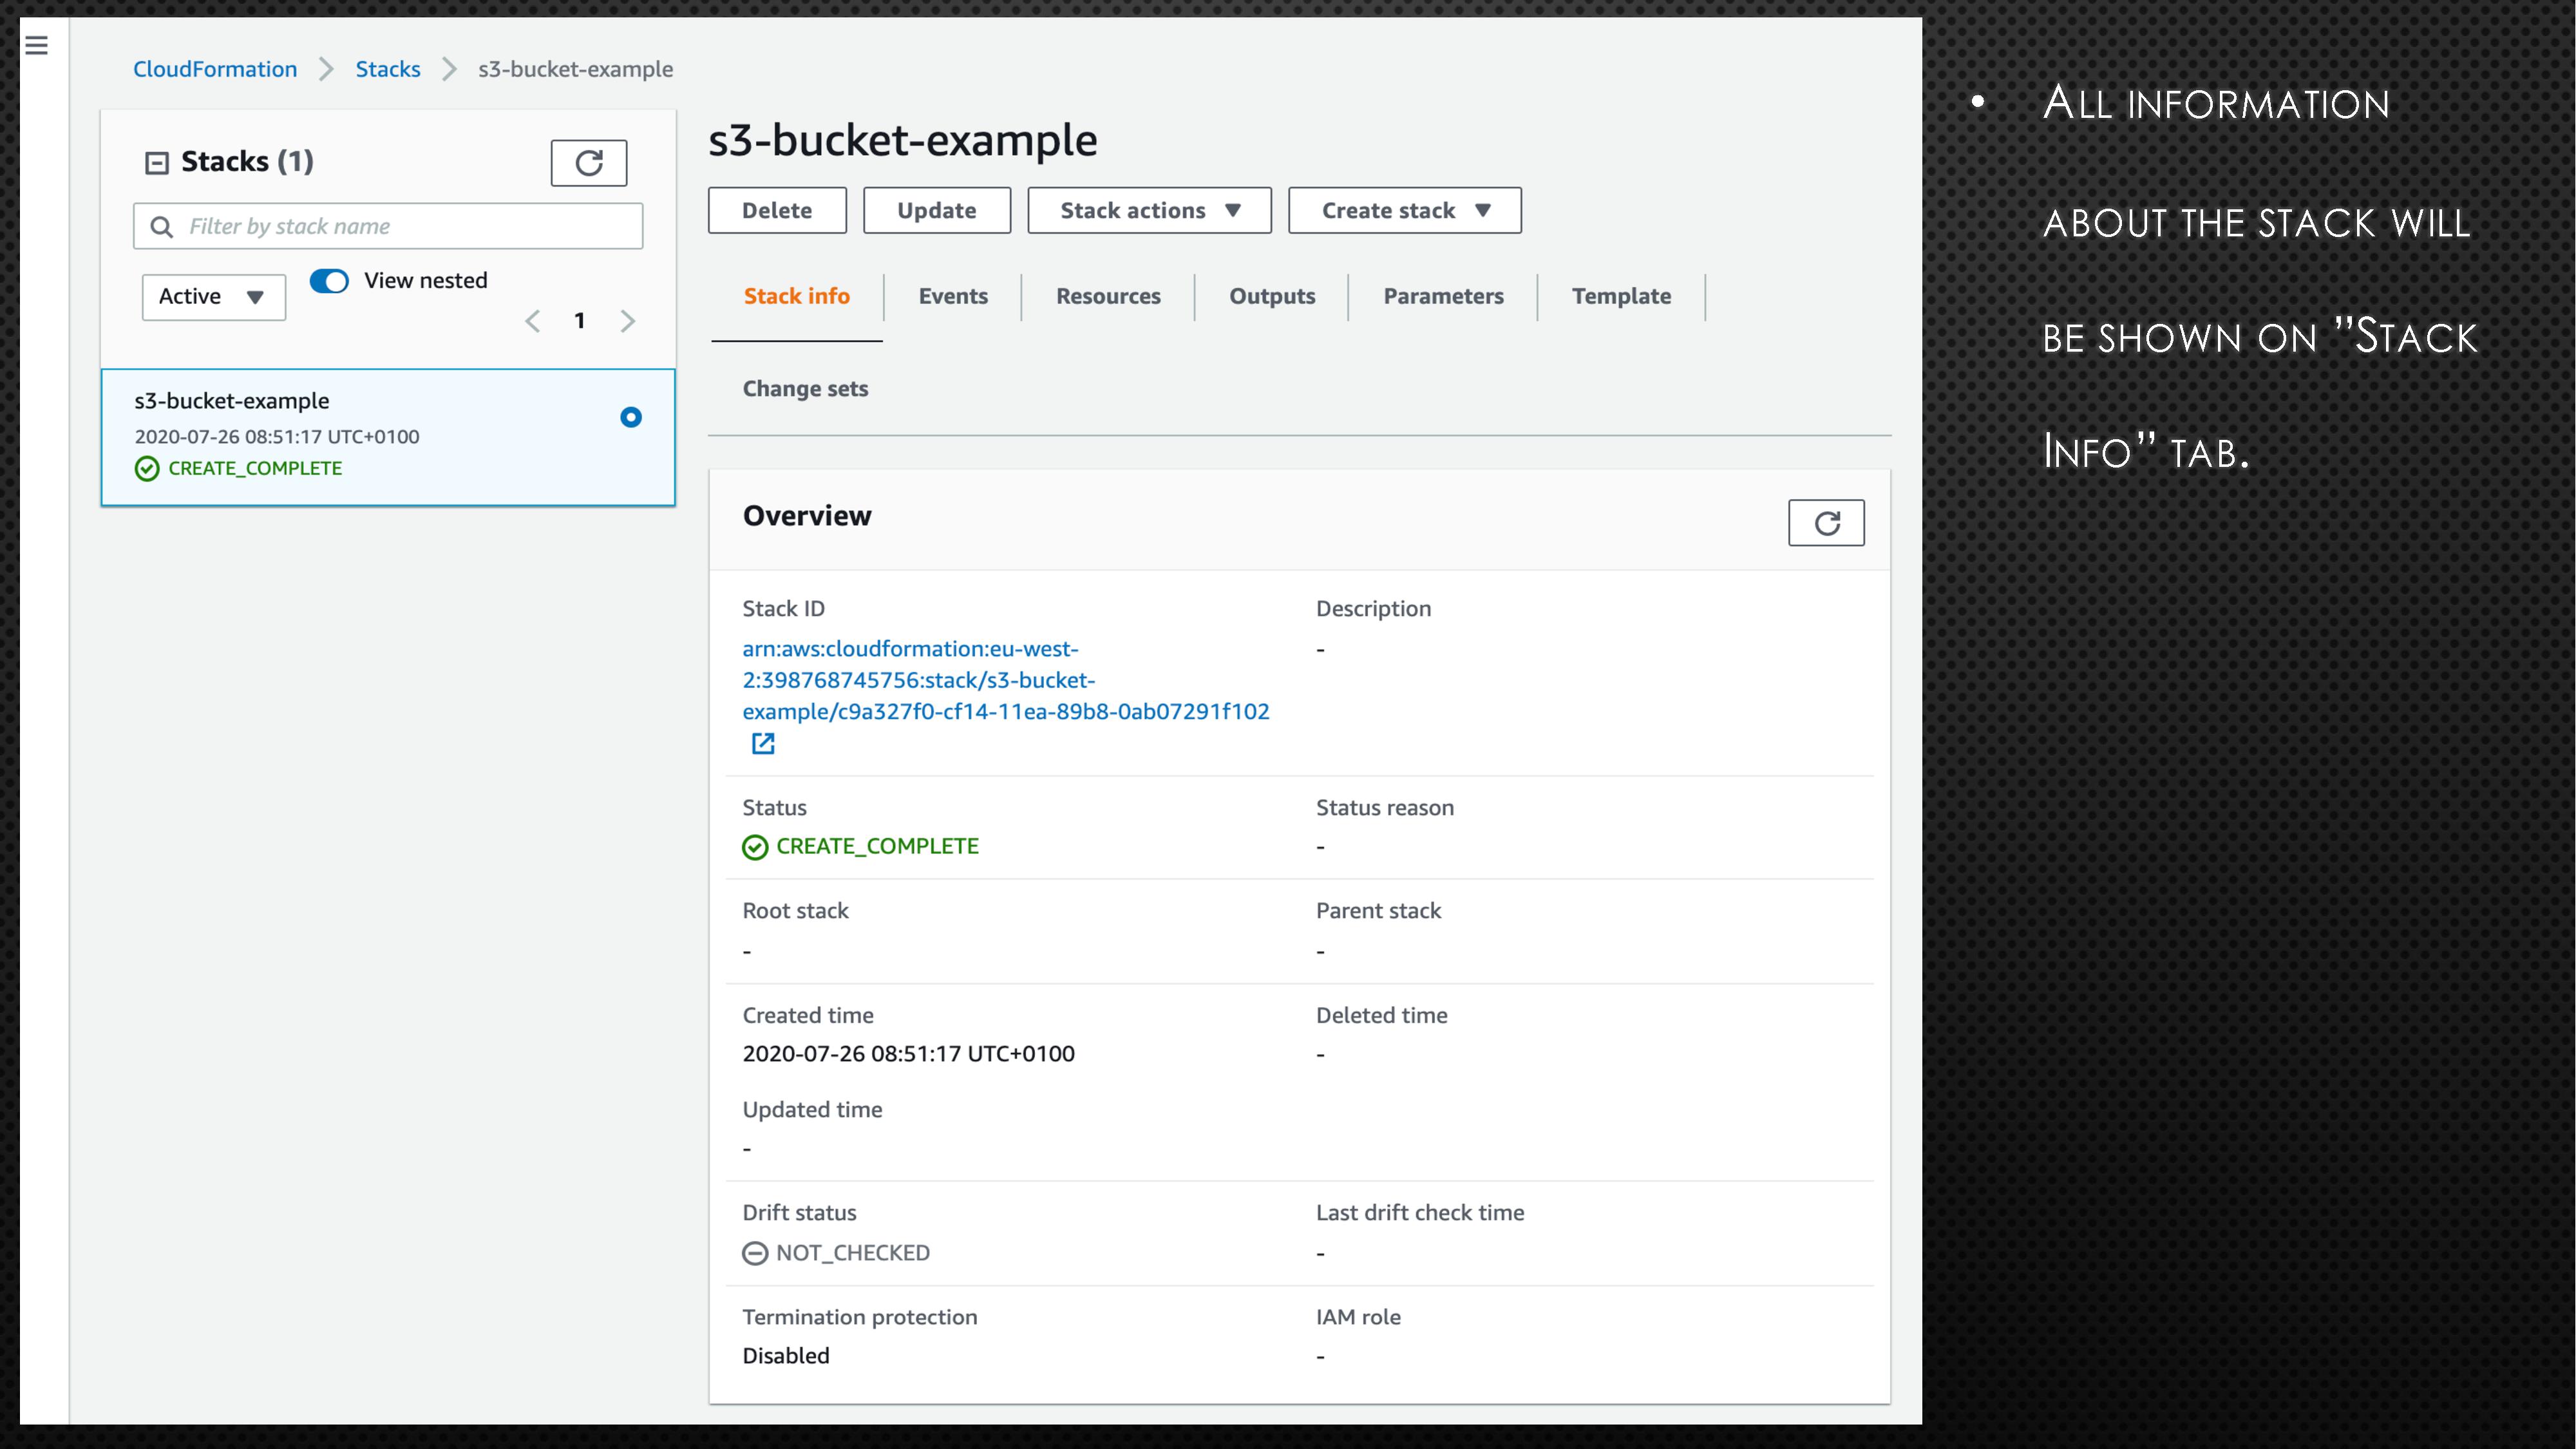 CloudFormation > Stacks > s3-bucket-example
Stacks (1)
Filter by stack name
Active
View nested
1
s3-bucket-example
2020-07-26 08:51:17 UTC+0100
CREATE_COMPLETE
s3-bucket-example
Delete Update Stack actions Create stack
Stack info Events Resources Outputs Parameters Template
Change sets
Overview
Stack ID
arn:aws:cloudformation:eu-west-
2:398768745756:stack/s3-bucket-
example/c9a327f0-cf14-11ea-89b8-0ab07291f102
Description
-
Status
CREATE_COMPLETE
Status reason
-
Root stack
-
Parent stack
-
Created time
2020-07-26 08:51:17 UTC+0100
Deleted time
-
Updated time
-
Drift status
NOT_CHECKED
Last drift check time
-
Termination protection
Disabled
IAM role
-
• ALL INFORMATION
ABOUT THE STACK WILL
BE SHOWN ON ”STACK
INFO” TAB.